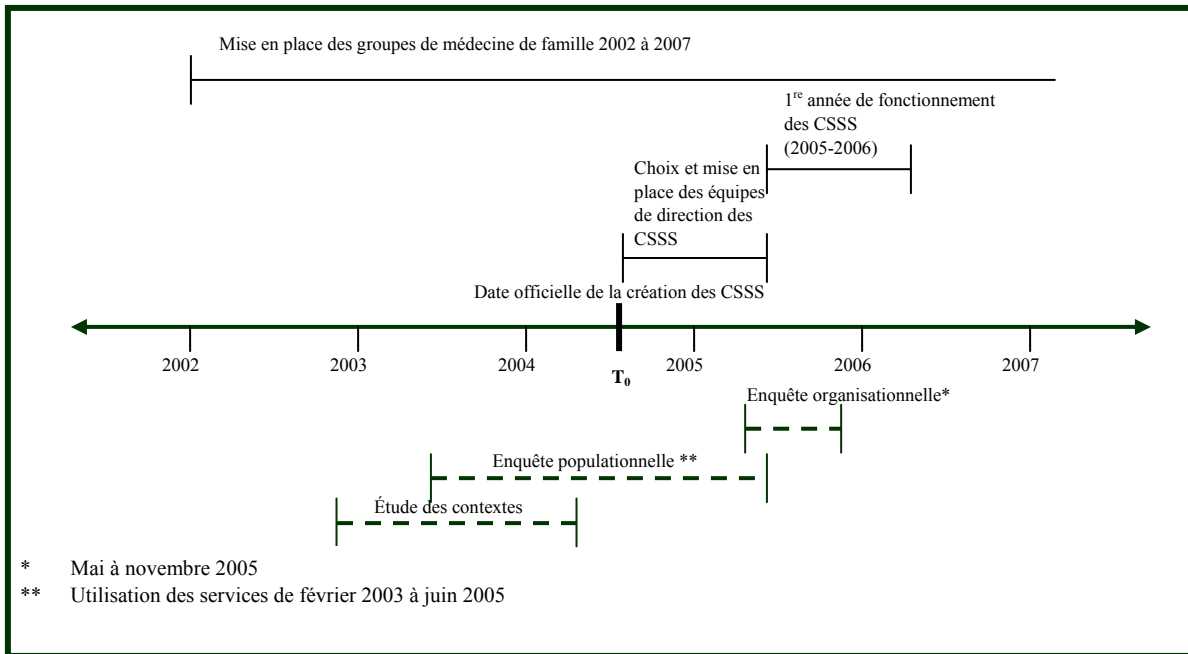 Mise en place des groupes de médecine de famille 2002 à 2007
1re année de fonctionnement
des CSSS
(2005-2006)
Choix et mise en
place des équipes
de direction des
CSSS
Date officielle de la création des CSSS
2002
2003
2004
T0
2005
2006
2007
Enquête organisationnelle*
Enquête populationnelle **
Étude des contextes
* Mai à novembre 2005
** Utilisation des services de février 2003 à juin 2005